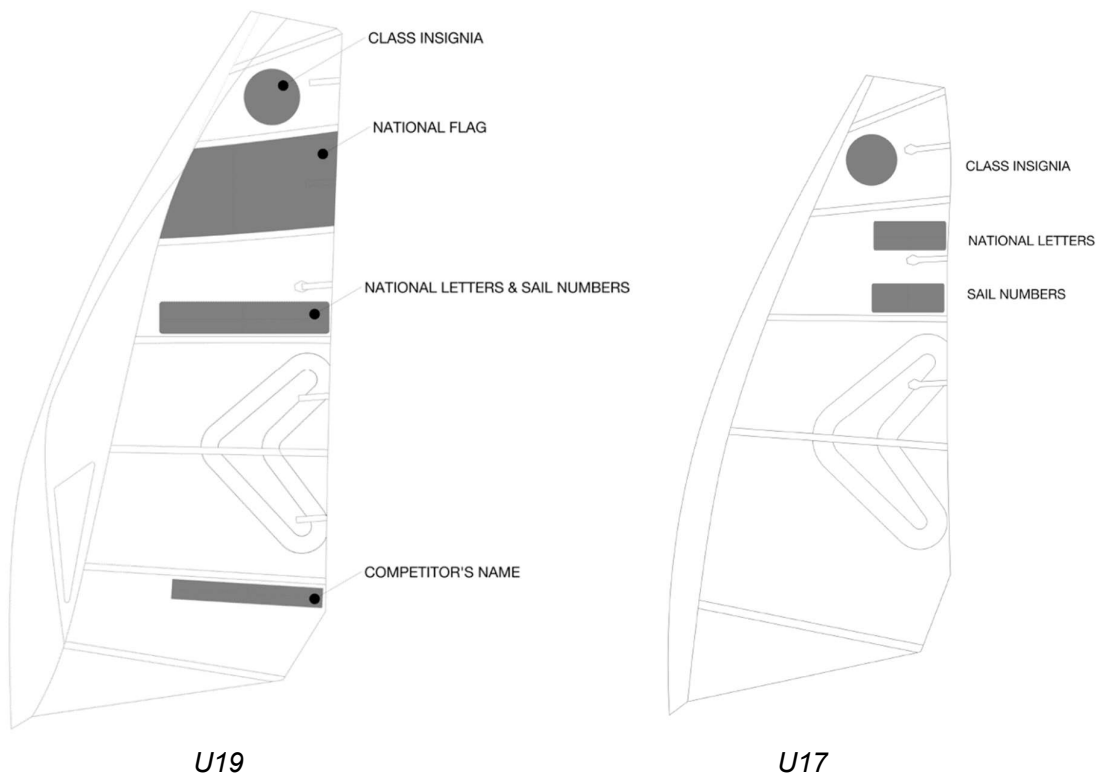 CLASS INSIGNIA
NATIONAL FLAG
NATIONAL LETTERS & SAIL NUMBERS
COMPETITOR'S NAME
U19
CLASS INSIGNIA
NATIONAL LETTERS
SAIL NUMBERS
U17